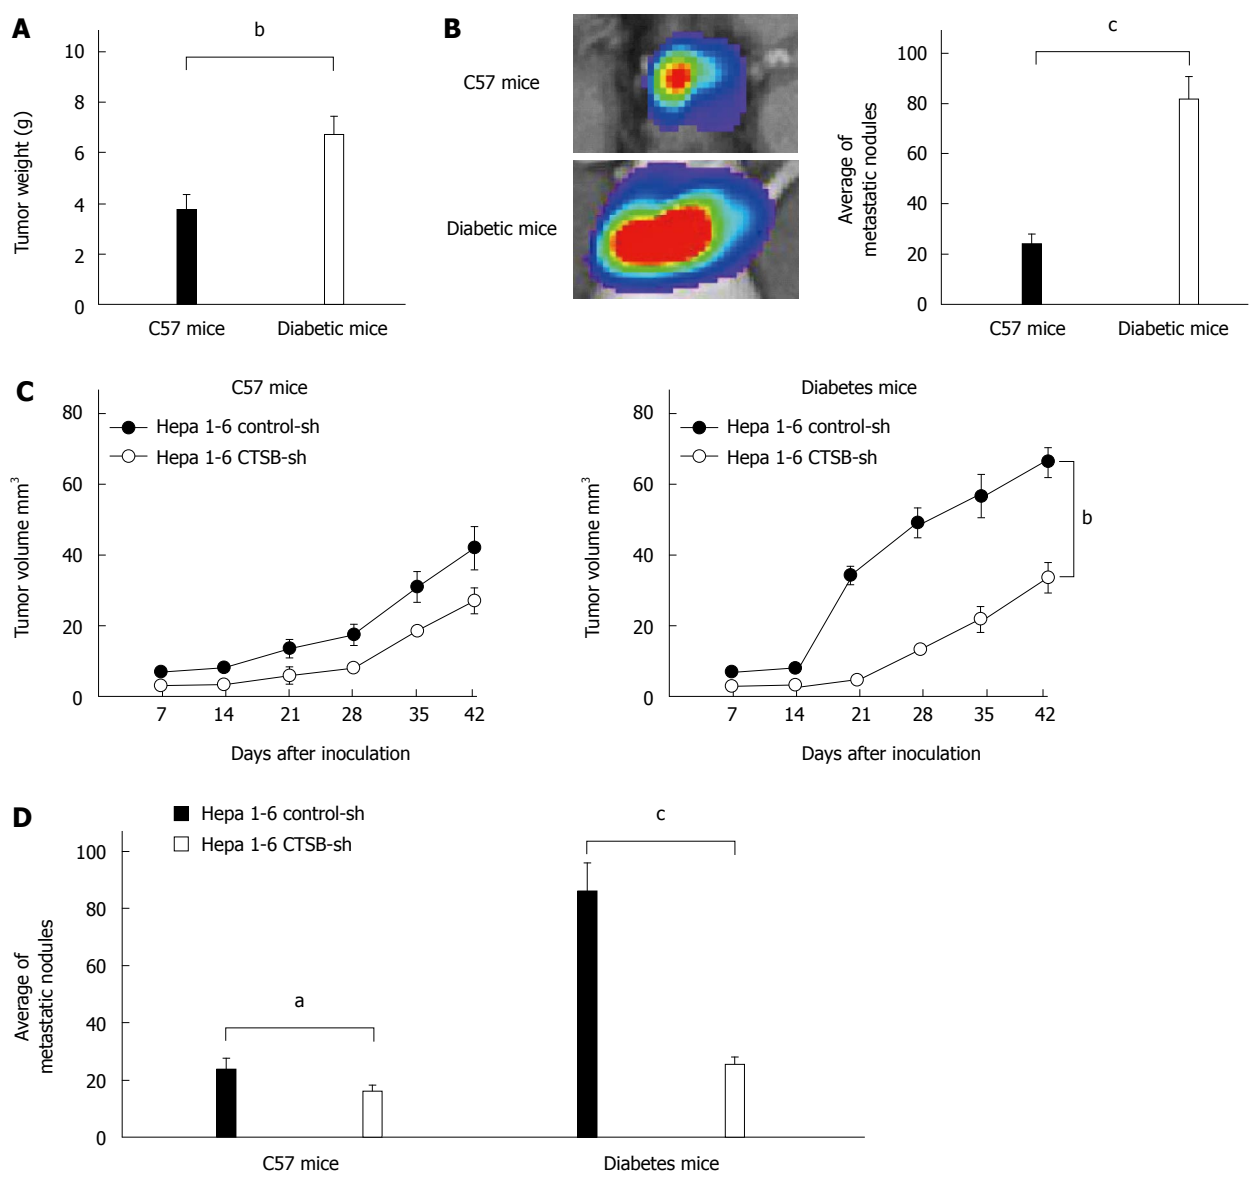 A
b
10
8
6
4
2
0
Tumor weight (g)
C57 mice
Diabetic mice
B
C57 mice
Diabetic mice
c
100
80
60
40
20
0
Average of
metastatic nodules
C57 mice
Diabetic mice
C
C57 mice
Hepa 1-6 control-sh
Hepa 1-6 CTSB-sh
80
60
40
20
0
Tumor volume mm³
7 14 21 28 35 42
Days after inoculation
Diabetes mice
Hepa 1-6 control-sh
Hepa 1-6 CTSB-sh
80
60
40
20
0
Tumor volume mm³
b
7 14 21 28 35 42
Days after inoculation
D
Hepa 1-6 control-sh
Hepa 1-6 CTSB-sh
100
80
60
40
20
0
Average of
metastatic nodules
a
c
C57 mice
Diabetes mice